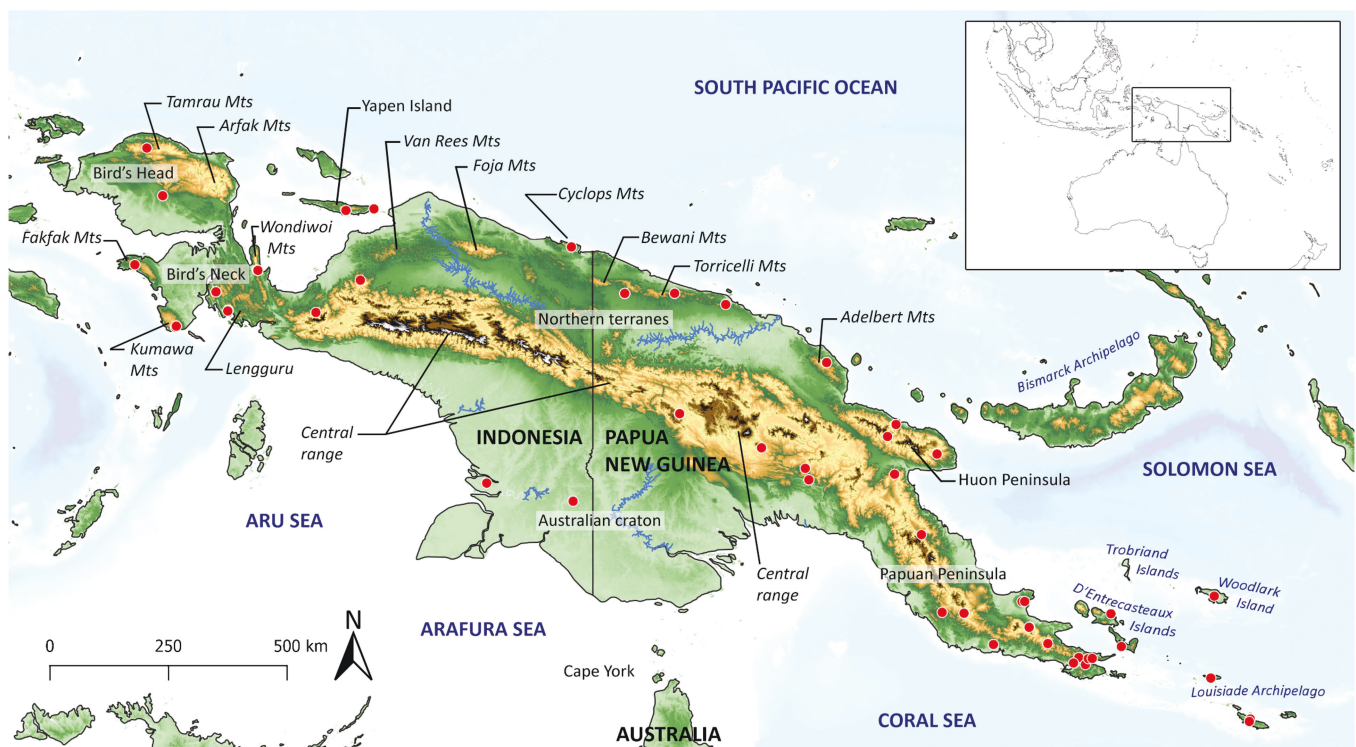 SOUTH PACIFIC OCEAN
Tamrau Mts
Arfak Mts
Yapen Island
Van Rees Mts
Foja Mts
Bird's Head
Cyclops Mts
Wondiwoi
Mts
Fakfak Mts
Bird's Neck
Bewani Mts
Torricelli Mts
Northern terranes
Adelbert Mts
Kumawa
Mts
Lengguru
Bismarck Archipelago
Central
range
INDONESIA
PAPUA
NEW GUINEA
SOLOMON SEA
Huon Peninsula
ARU SEA
Australian craton
Trobriand
Islands
Papuan Peninsula
Central
range
D'Entrecasteaux
Islands
Woodlark
Island
N
ARAFURA SEA
0 250 500 km
Cape York
Louisiade Archipelago
CORAL SEA
AUSTRALIA